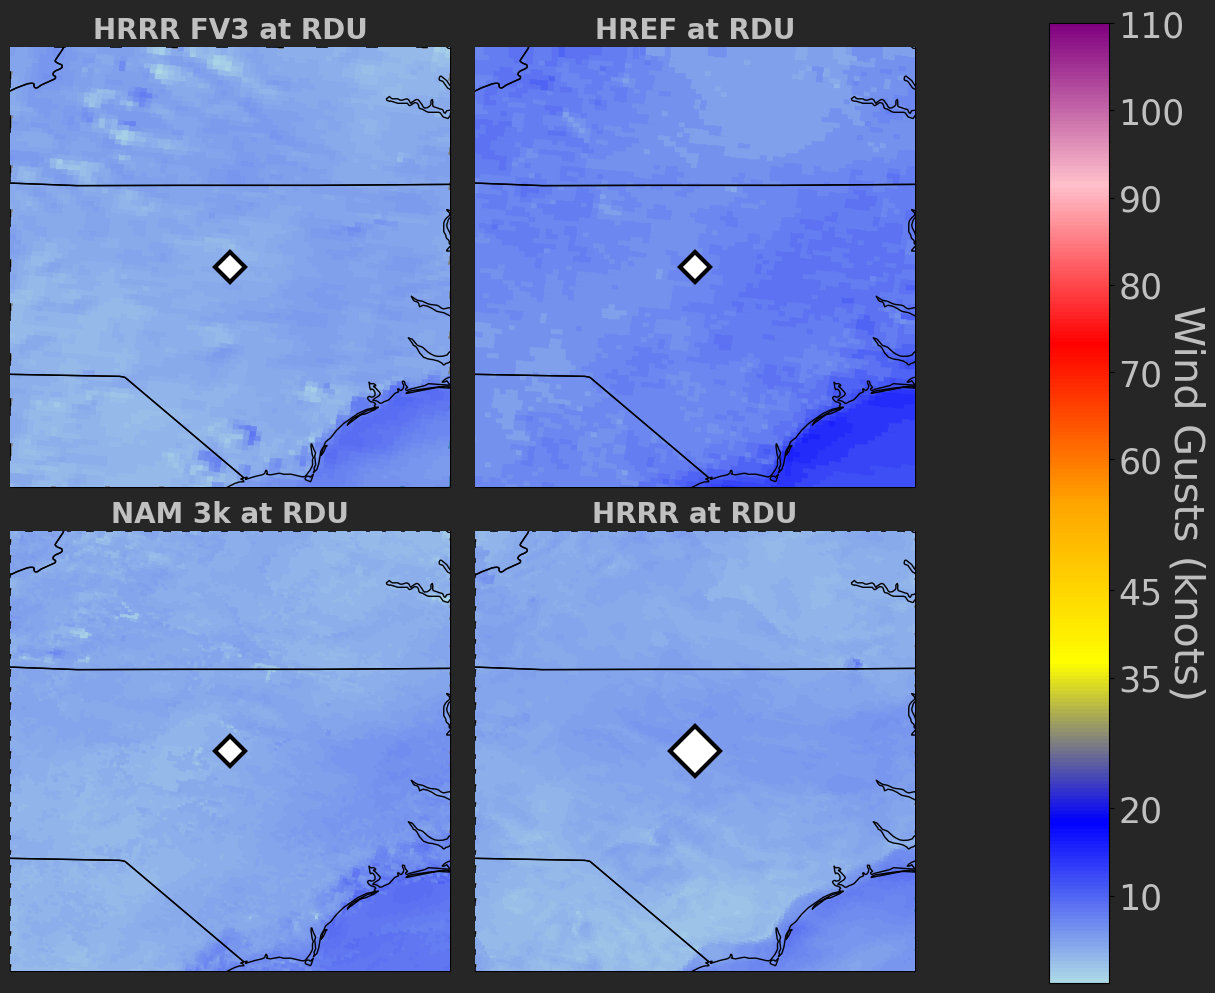 HRRR FV3 at RDU
HREF at RDU
NAM 3k at RDU
HRRR at RDU
110
100
90
80
70
60
45
35
20
10
Wind Gusts (knots)